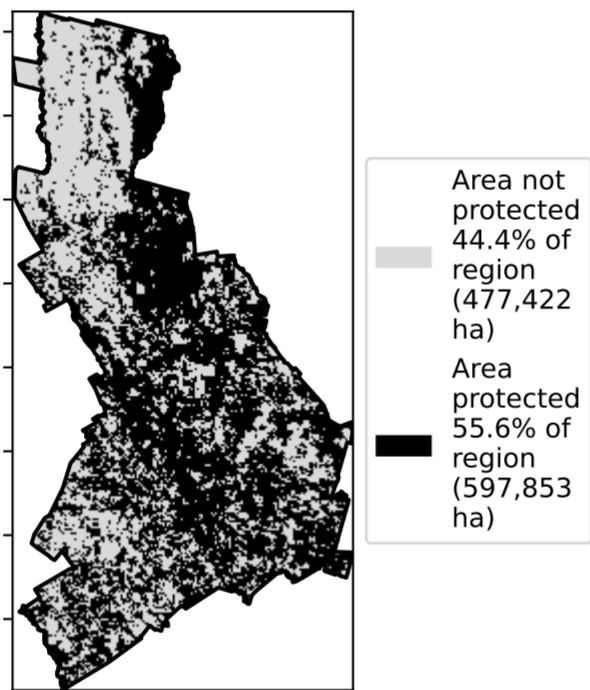 Area not
protected
44.4% of
region
(477,422
ha)
Area
protected
55.6% of
region
(597,853
ha)